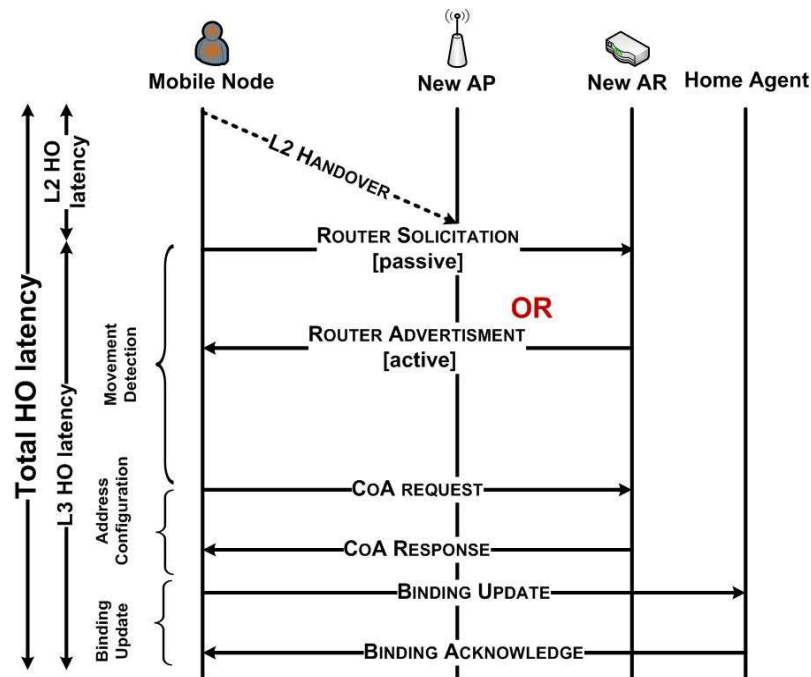 Mobile Node
New AP
New AR
Home Agent
Total HO latency
L2 HO
latency
L3 HO latency
L2 HANDOVER
ROUTER SOLICITATION
[passive]
OR
ROUTER ADVERTISMENT
[active]
Movement
Detection
COA REQUEST
Address
Configuration
COA RESPONSE
BINDING UPDATE
Binding
Update
BINDING ACKNOWLEDGE